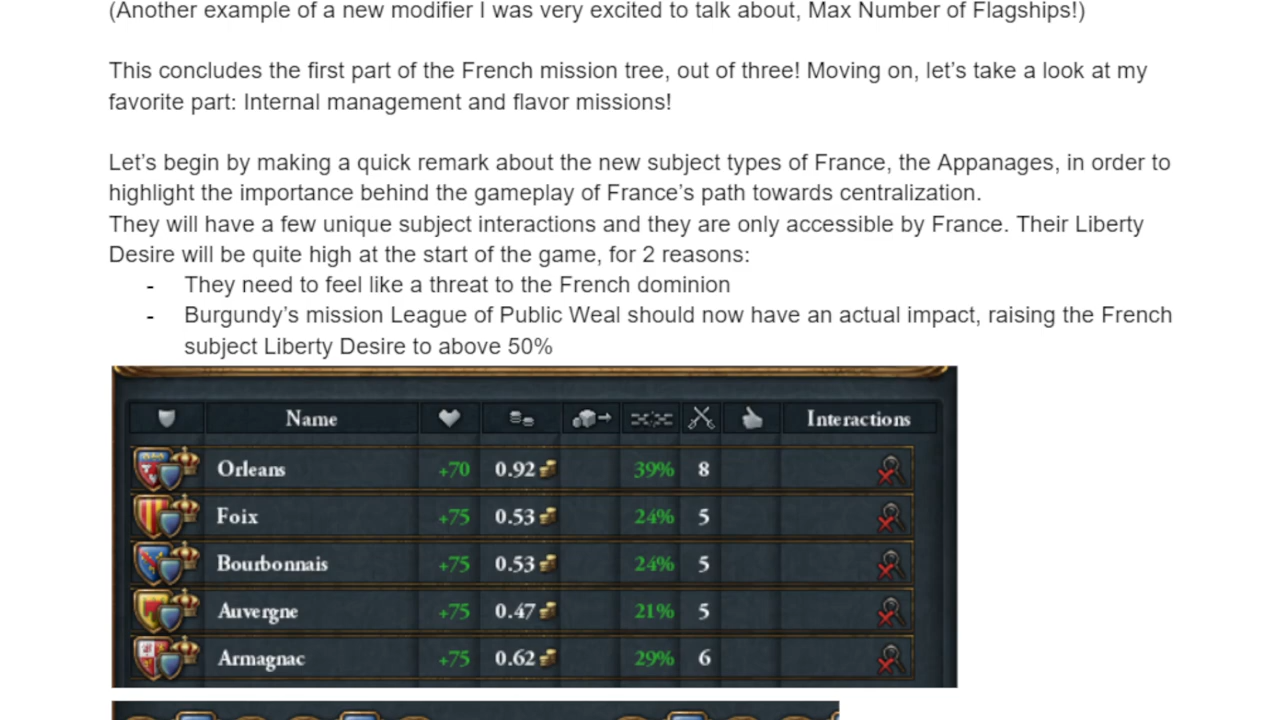 (Another example of a new modifier I was very excited to talk about, Max Number of Flagships!)
This concludes the first part of the French mission tree, out of three! Moving on, let’s take a look at my
favorite part: Internal management and flavor missions!
Let’s begin by making a quick remark about the new subject types of France, the Appanages, in order to
highlight the importance behind the gameplay of France’s path towards centralization.
They will have a few unique subject interactions and they are only accessible by France. Their Liberty
Desire will be quite high at the start of the game, for 2 reasons:
- They need to feel like a threat to the French dominion
- Burgundy’s mission League of Public Weal should now have an actual impact, raising the French
subject Liberty Desire to above 50%
Name Interactions
Orleans +70 0.92 39% 8
Foix +75 0.53 24% 5
Bourbonnais +75 0.53 24% 5
Auvergne +75 0.47 21% 5
Armagnac +75 0.62 29% 6